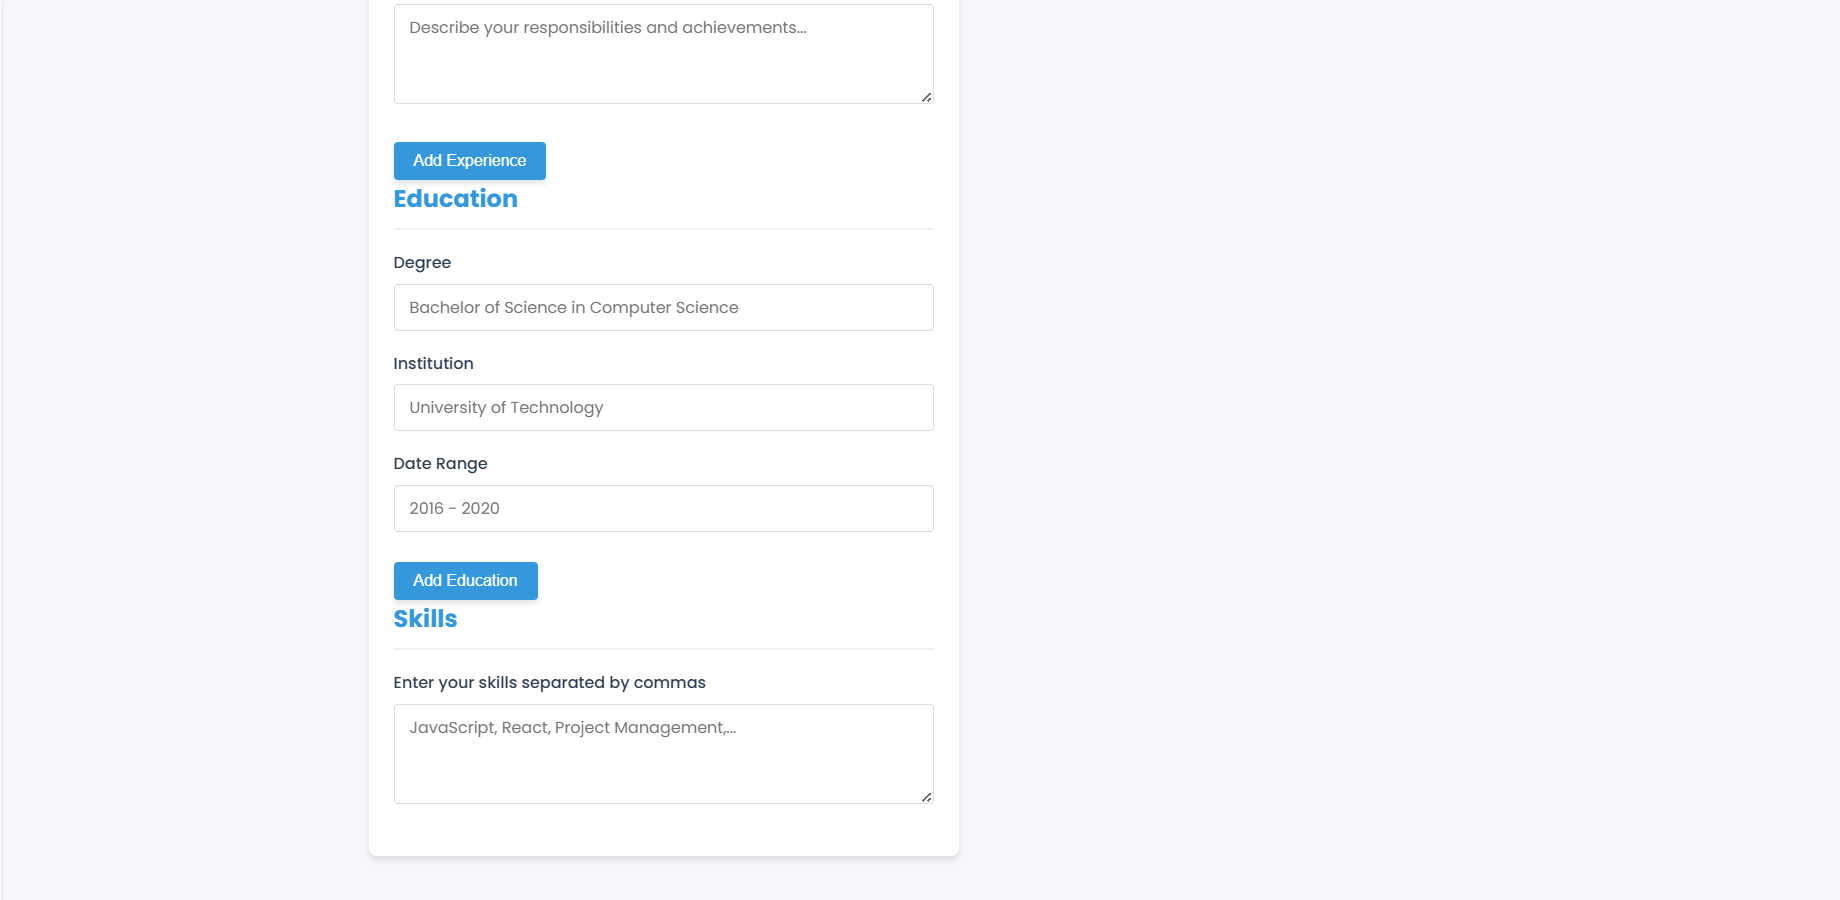 Describe your responsibilities and achievements...
Add Experience
Education
Degree
Bachelor of Science in Computer Science
Institution
University of Technology
Date Range
2016 - 2020
Add Education
Skills
Enter your skills separated by commas
JavaScript, React, Project Management,...